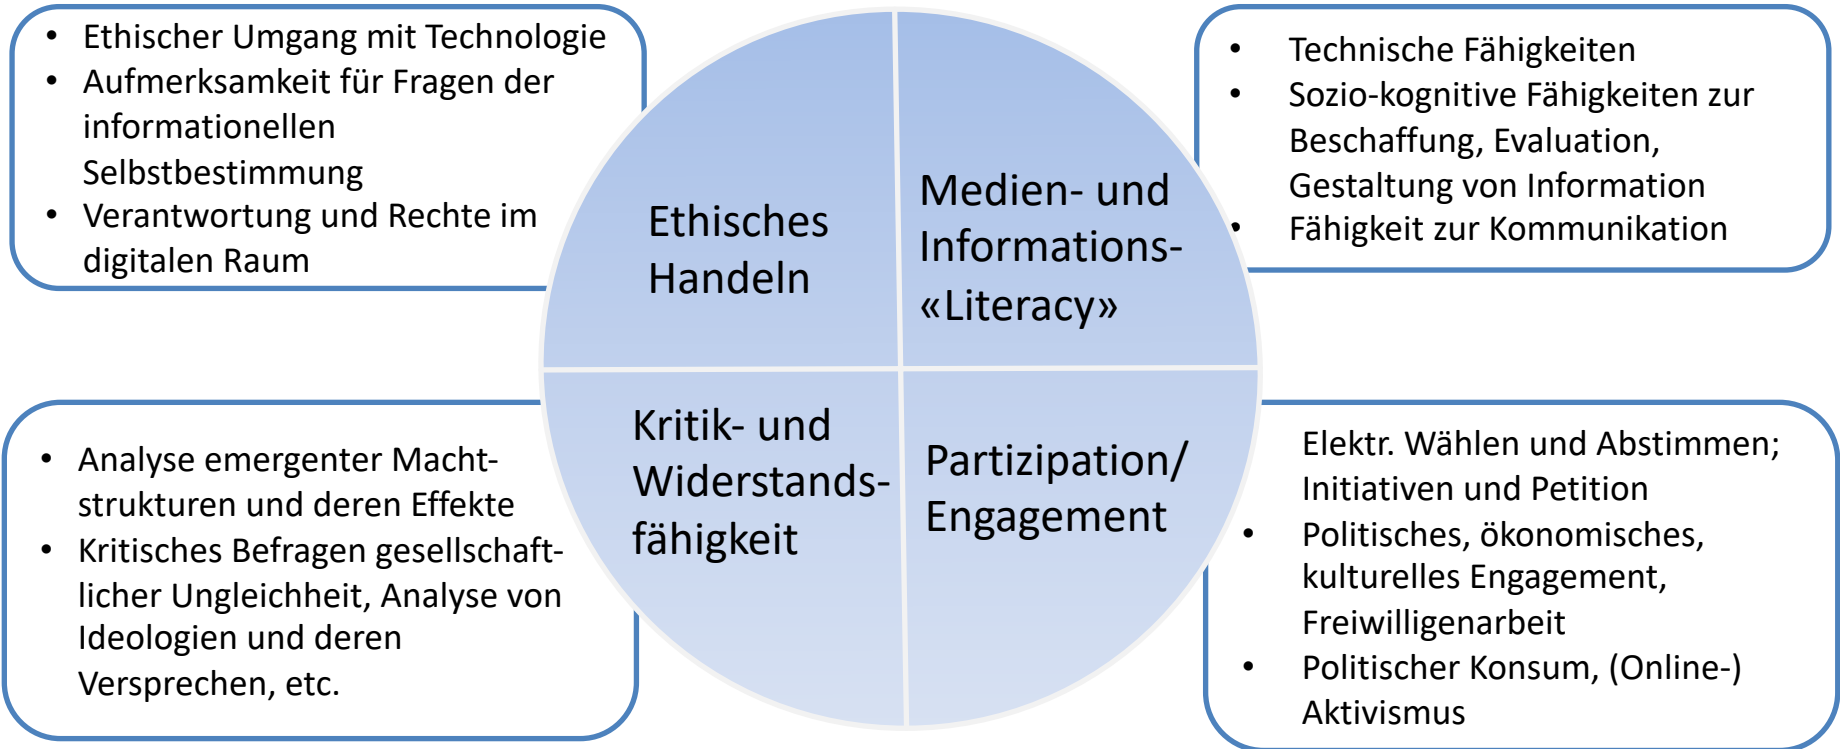 • Ethischer Umgang mit Technologie
• Aufmerksamkeit für Fragen der
informationellen
Selbstbestimmung
• Verantwortung und Rechte im
digitalen Raum
Ethisches
Handeln
Medien- und
Informations-
«Literacy»
• Technische Fähigkeiten
• Sozio-kognitive Fähigkeiten zur
Beschaffung, Evaluation,
Gestaltung von Information
• Fähigkeit zur Kommunikation
• Analyse emergenter Macht-
strukturen und deren Effekte
• Kritisches Befragen gesellschaft-
licher Ungleichheit, Analyse von
Ideologien und deren
Versprechen, etc.
Kritik- und
Widerstands-
fähigkeit
Partizipation/
Engagement
Elektr. Wählen und Abstimmen;
Initiativen und Petition
• Politisches, ökonomisches,
kulturelles Engagement,
Freiwilligenarbeit
• Politischer Konsum, (Online-)
Aktivismus